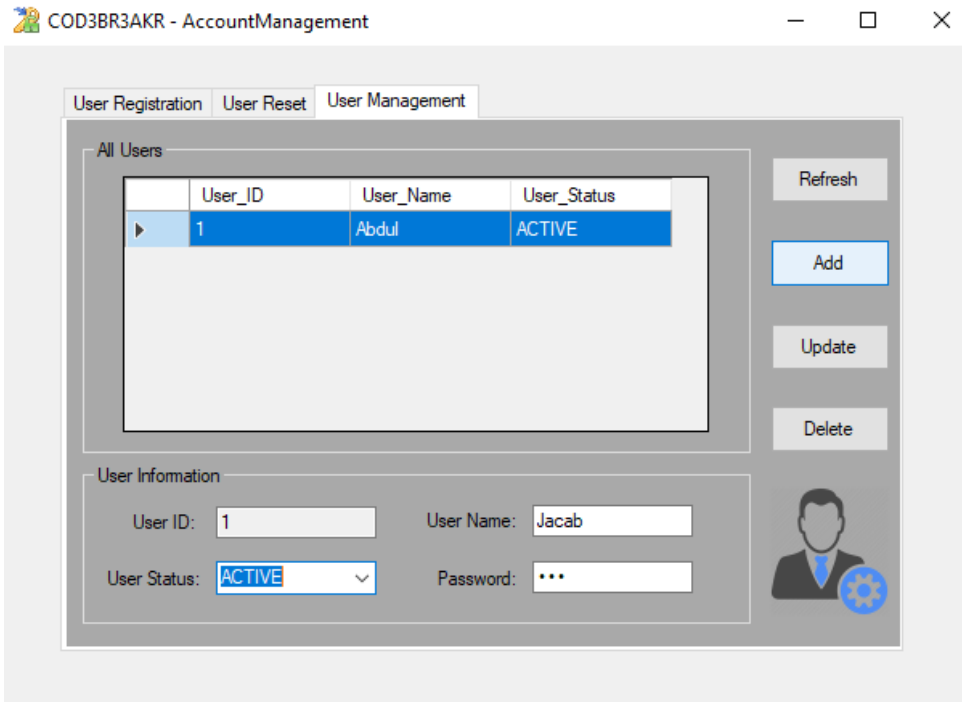 COD3BR3AKR - AccountManagement
User Registration User Reset User Management
All Users
User_ID User_Name User_Status
1 Abdul ACTIVE
Refresh
Add
Update
Delete
User Information
User ID: 1 User Name: Jacab
User Status: ACTIVE Password: •••